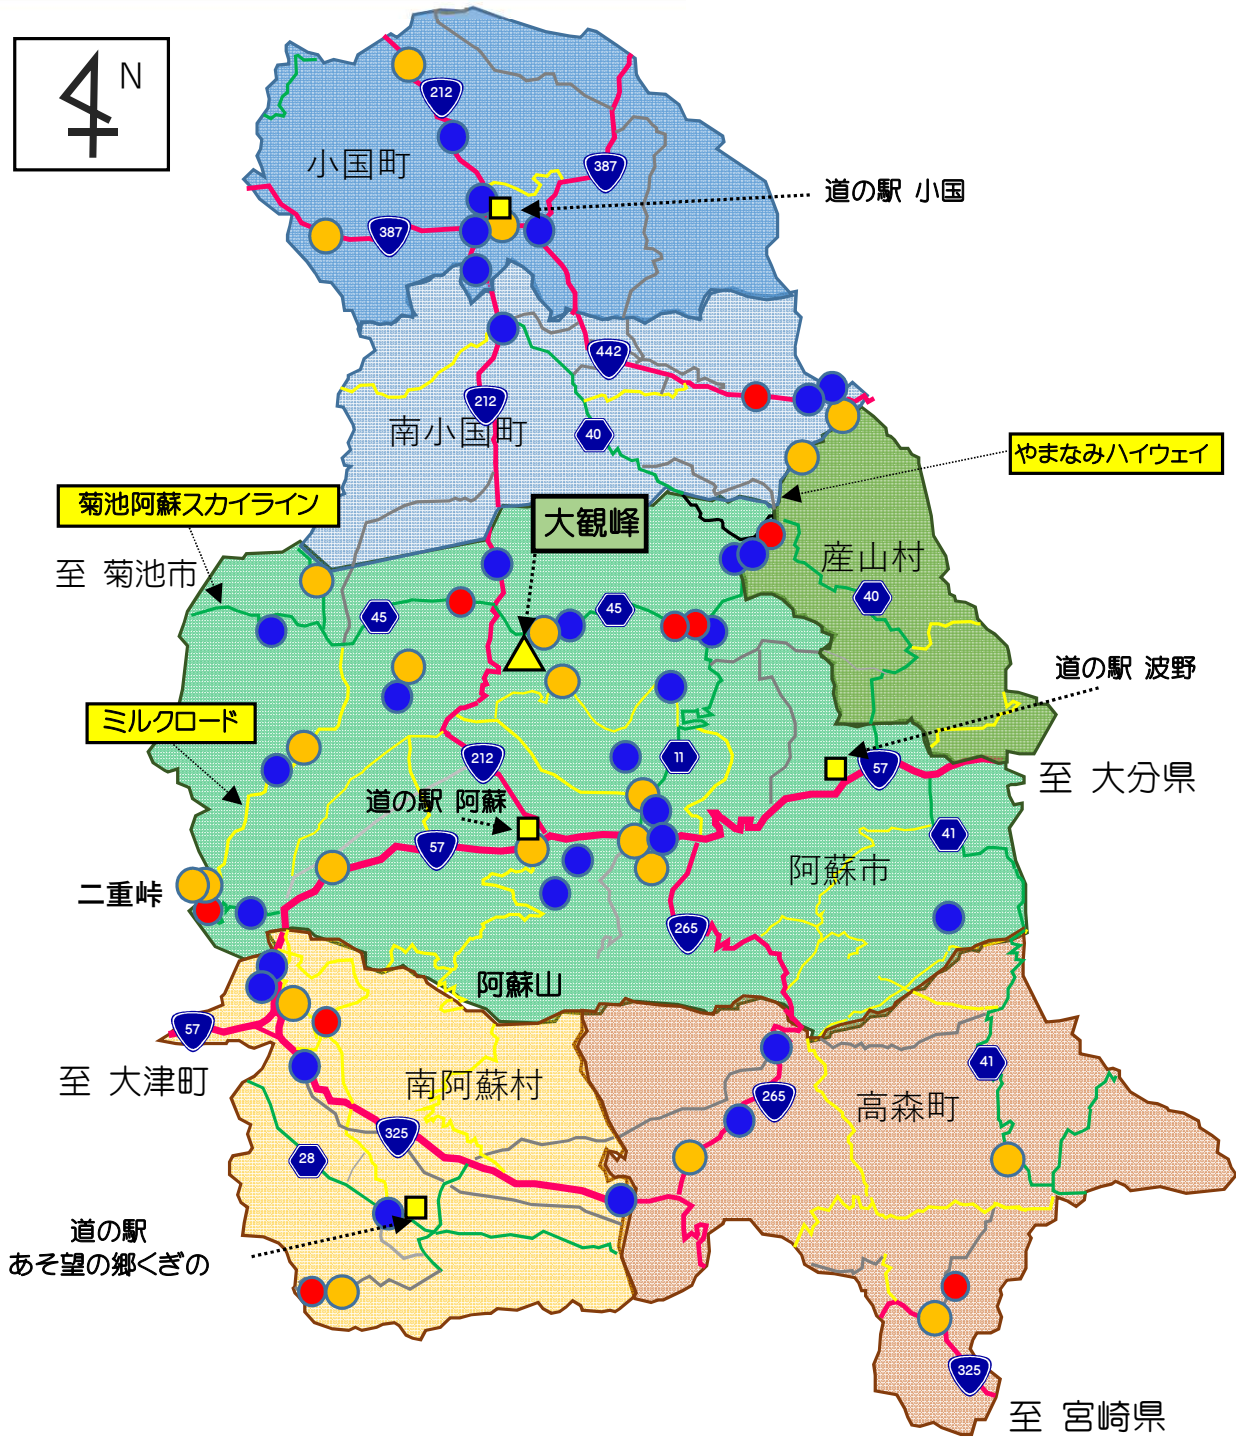 N
212
小国町
387
道の駅 小国
387
442
212
南小国町
40
やまなみハイウェイ
菊池阿蘇スカイライン
大観峰
至 菊池市
産山村
40
45
45
道の駅 波野
ミルクロード
212
11
57
至 大分県
道の駅 阿蘇
57
41
阿蘇市
二重峠
265
阿蘇山
57
至 大津町
南阿蘇村
41
265
高森町
325
28
道の駅
あそ望の郷くぎの
325
至 宮崎県